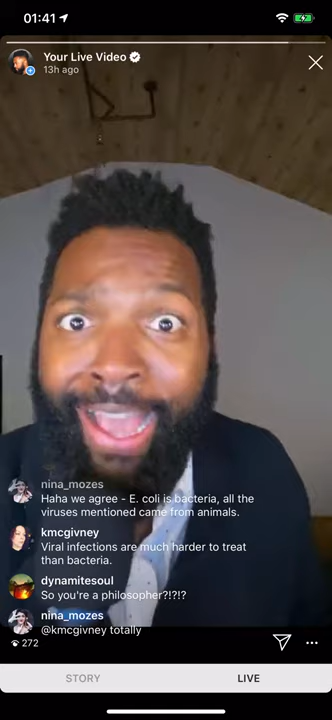 01:41
Your Live Video
13h ago
nina_mozes
Haha we agree - E. coli is bacteria, all the
viruses mentioned came from animals.
kmcgivney
Viral infections are much harder to treat
than bacteria.
dynamitesoul
So you're a philosopher?!?!?
nina_mozes
@kmcgivney totally
272
STORY LIVE